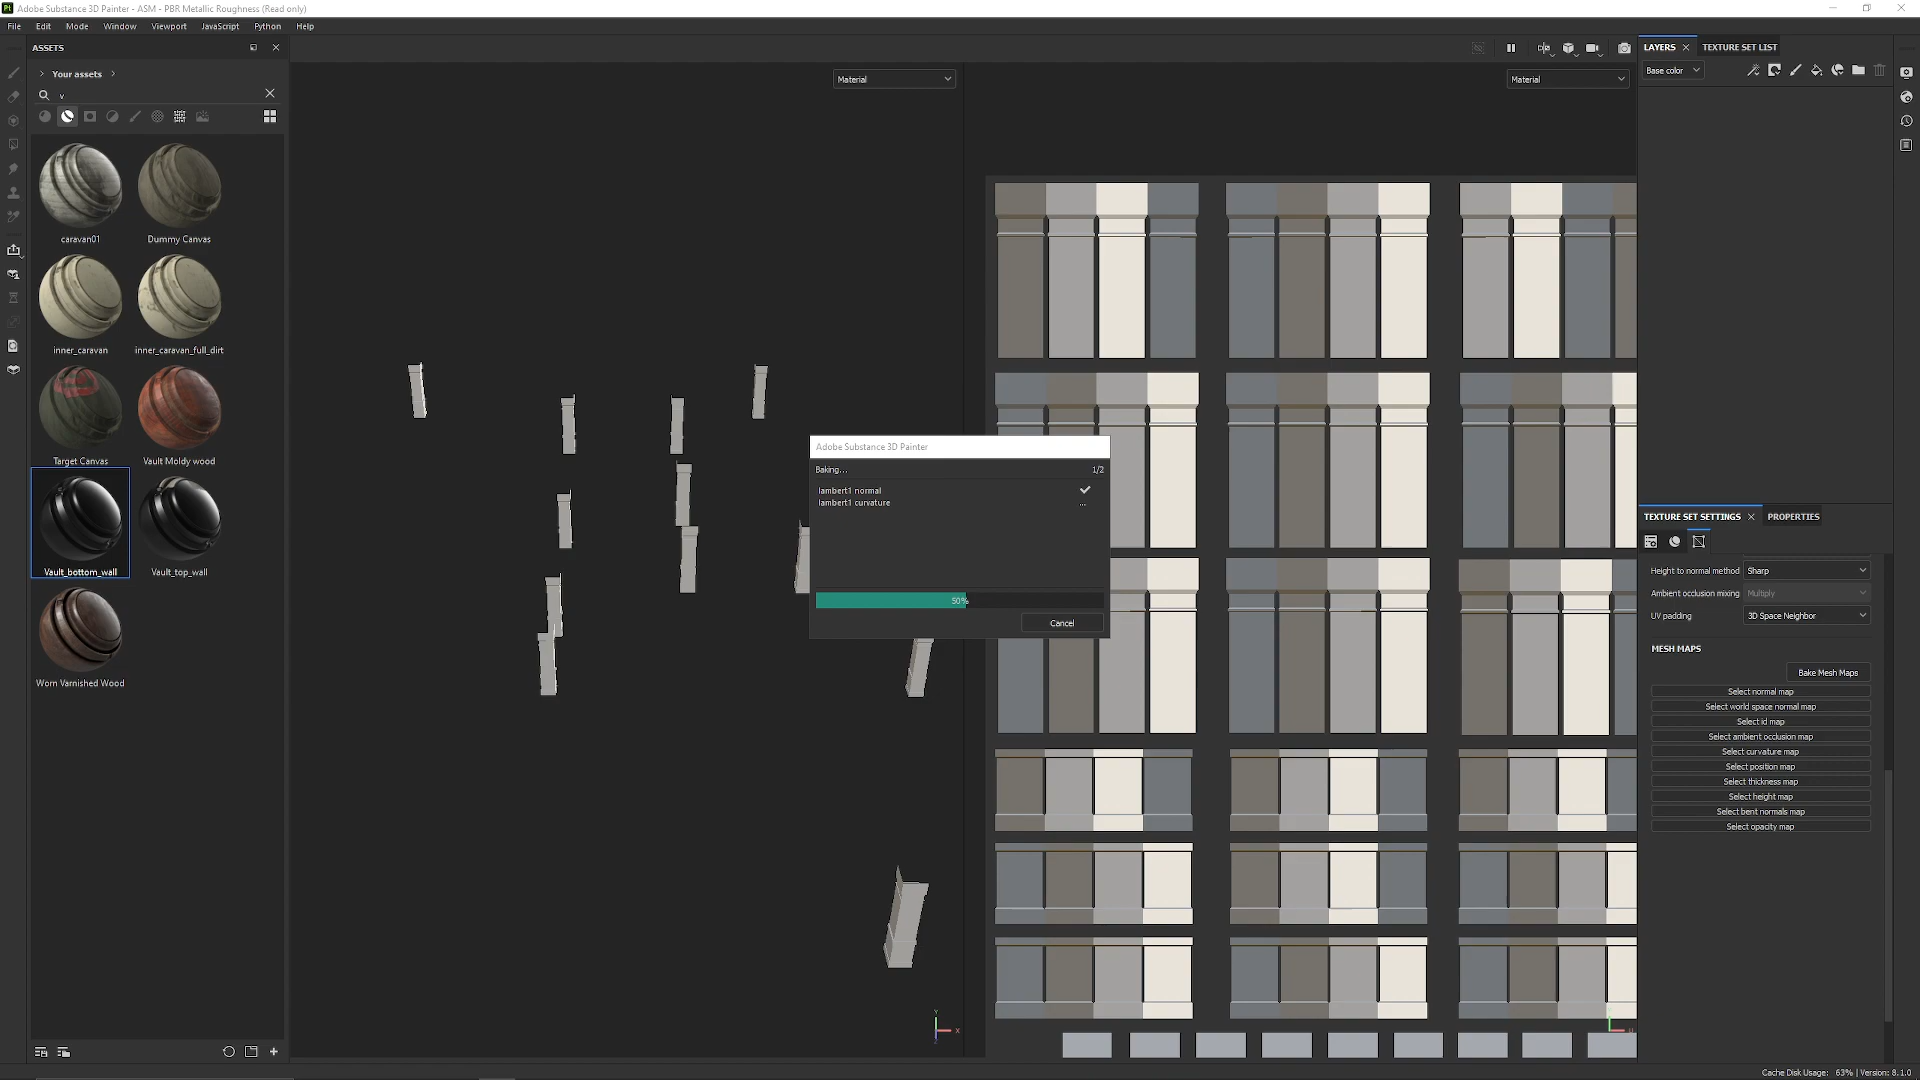 Pt Adobe Substance 3D Painter - ASM - PBR Metallic Roughness (Read only)
File Edit Mode Window Viewport JavaScript Python Help
ASSETS
Your assets
v
caravan01
Dummy Canvas
inner_caravan
inner_caravan_full_dirt
Target Canvas
Vault Moldy wood
Vault_bottom_wall
Vault_top_wall
Worn Varnished Wood
Material
Material
Y
X
Adobe Substance 3D Painter
Baking... 1/2
lambert1 normal
lambert1 curvature ...
50%
Cancel
LAYERS TEXTURE SET LIST
Base color
TEXTURE SET SETTINGS PROPERTIES
Height to normal method Sharp
Ambient occlusion mixing Multiply
UV padding 3D Space Neighbor
MESH MAPS
Bake Mesh Maps
Select normal map
Select world space normal map
Select id map
Select ambient occlusion map
Select curvature map
Select position map
Select thickness map
Select height map
Select bent normals map
Select opacity map
Cache Disk Usage: 63% | Version: 8.1.0